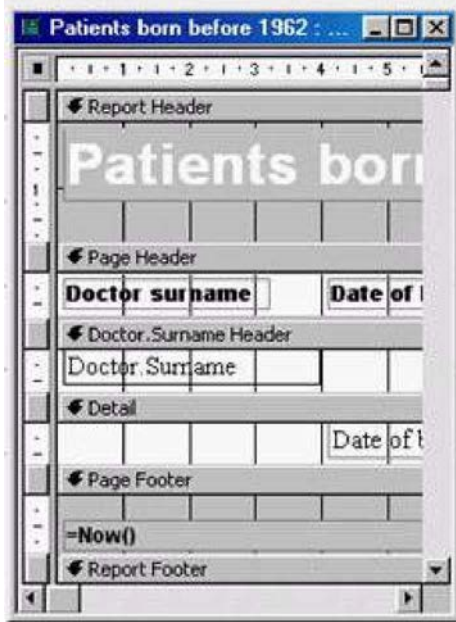 Patients born before 1962 : ...
1 2 3 4 5
Report Header
1
Patients bor
Page Header
Doctor surname Date of
Doctor.Surname Header
Doctor.Surname
Detail
Date of
Page Footer
=Now()
Report Footer